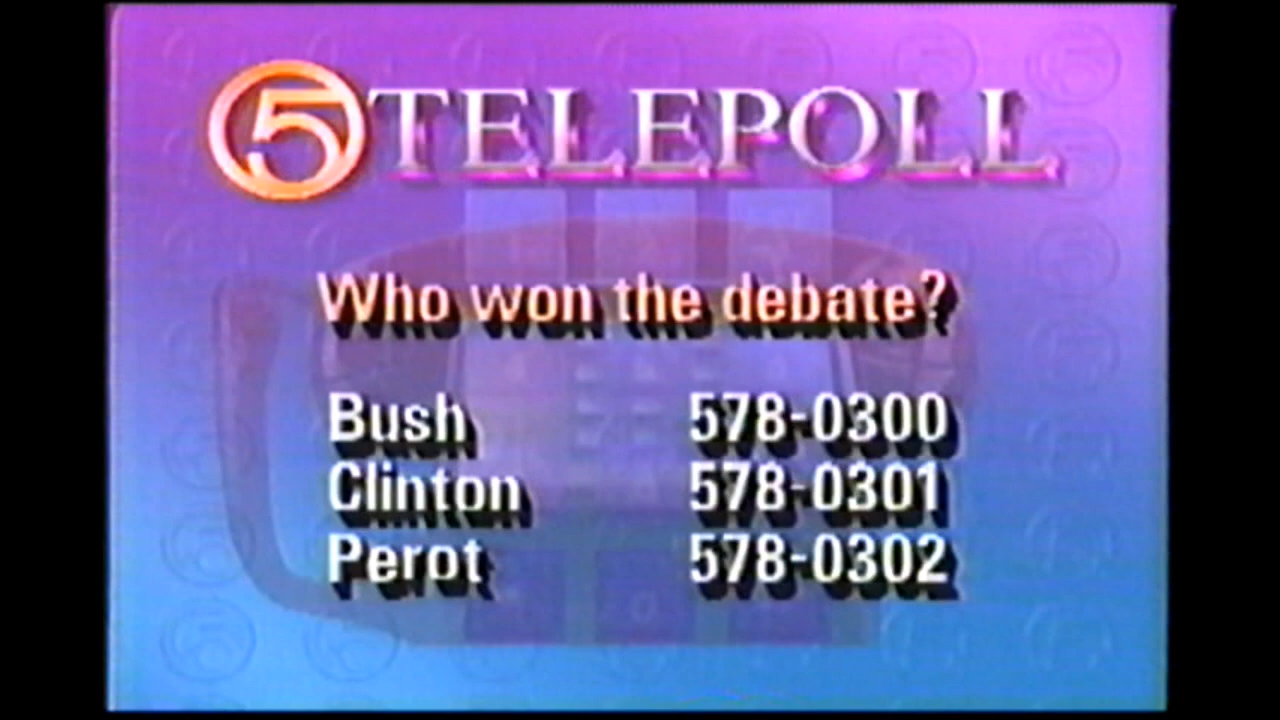 5 TELEPOLL
Who won the debate?
Bush 578-0300
Clinton 578-0301
Perot 578-0302